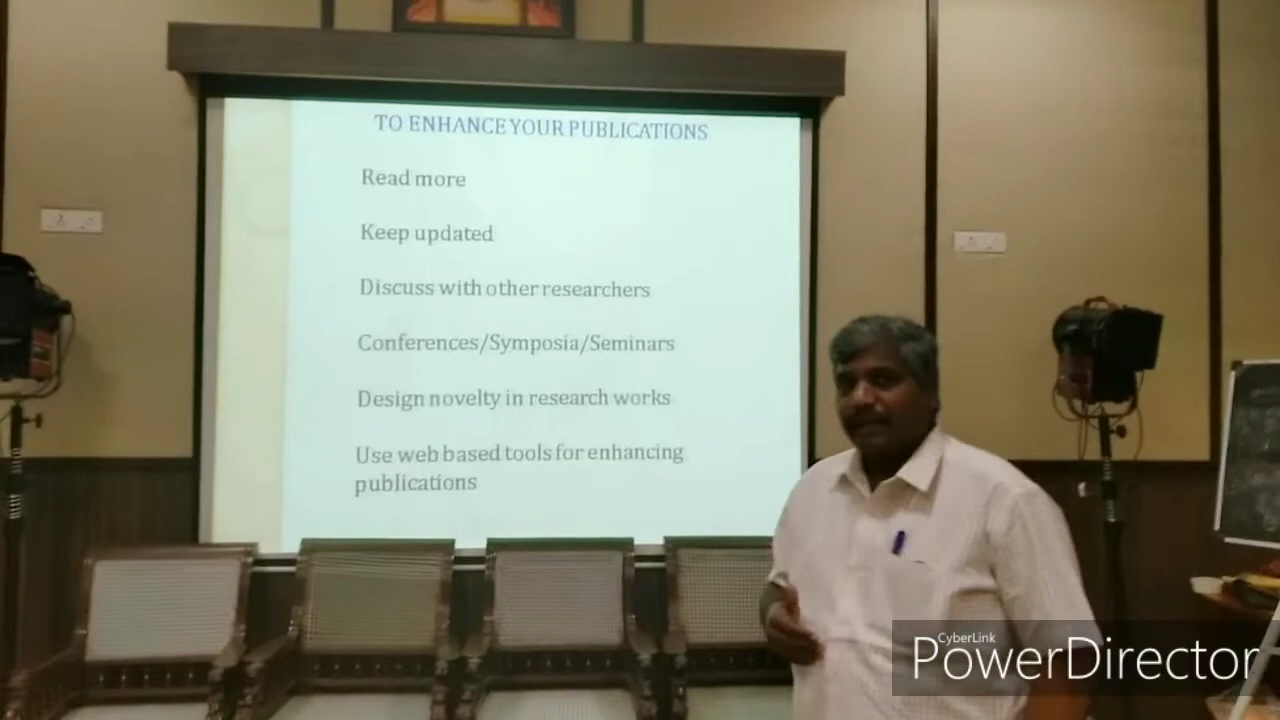 TO ENHANCE YOUR PUBLICATIONS
Read more
Keep updated
Discuss with other researchers
Conferences/Symposia/Seminars
Design novelty in research works
Use web based tools for enhancing
publications
CyberLink
PowerDirector